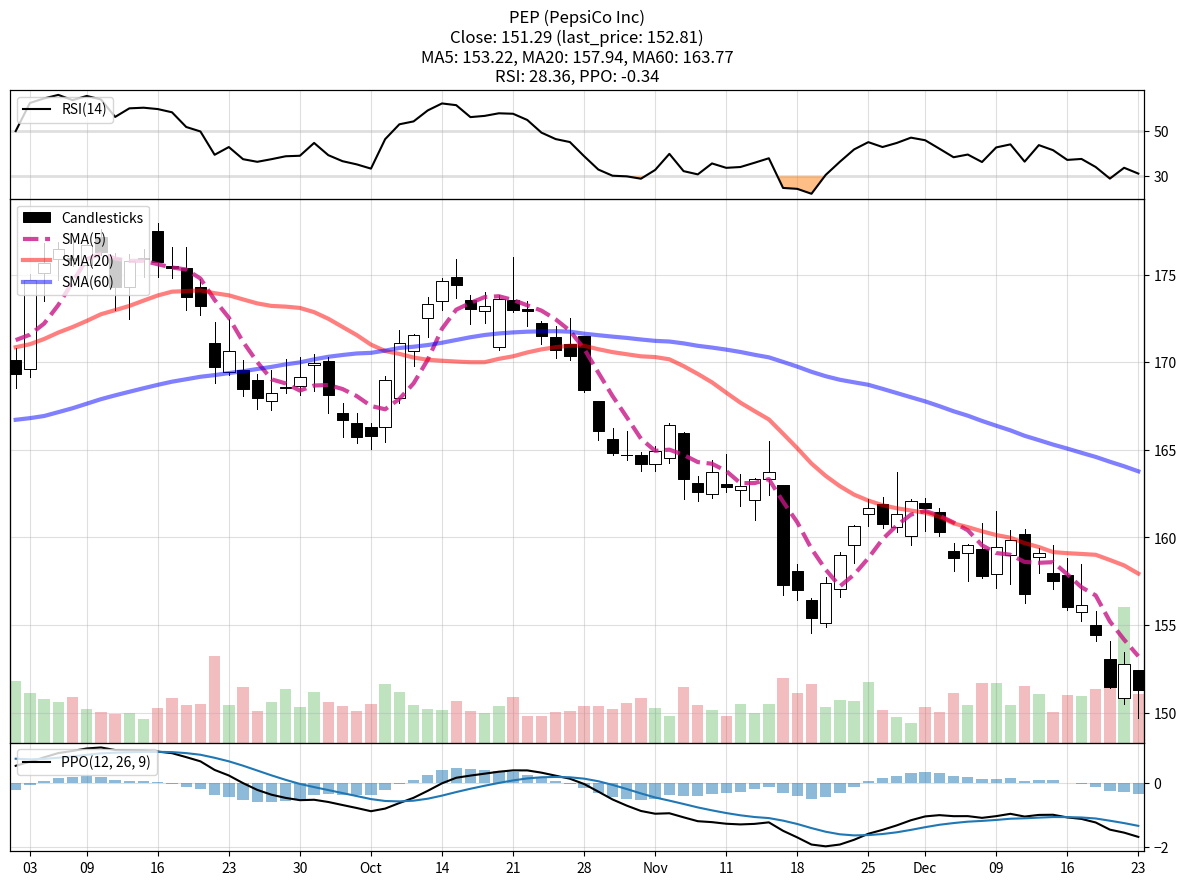 PEP (PepsiCo Inc)
Close: 151.29 (last_price: 152.81)
MA5: 153.22, MA20: 157.94, MA60: 163.77
RSI: 28.36, PPO: -0.34
RSI(14)
50
30
Candlesticks
SMA(5)
SMA(20)
SMA(60)
175
170
165
160
155
150
PPO(12, 26, 9)
0
−2
03 09 16 23 30 Oct 14 21 28 Nov 11 18 25 Dec 09 16 23